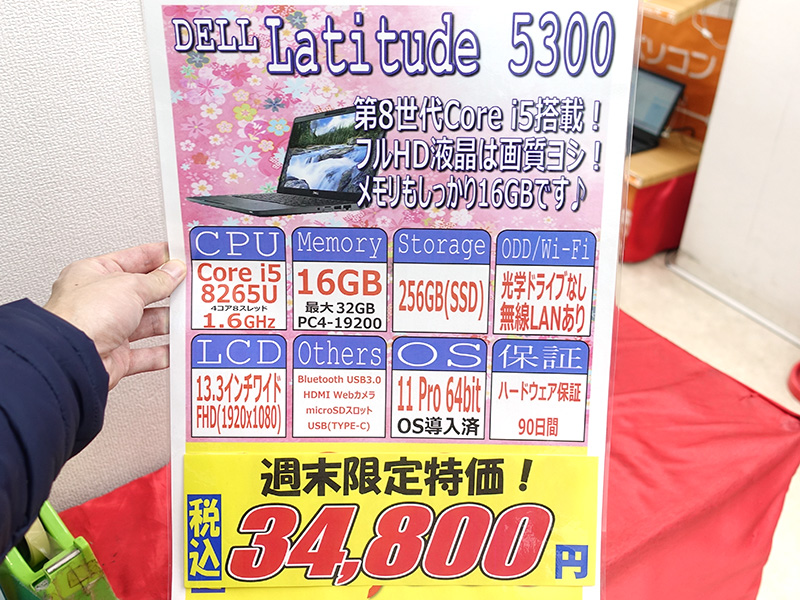 DELL Latitude 5300
第8世代Core i5搭載！
フルHD液晶は画質ヨシ！
メモリもしっかり16GBです♪
CPU
Core i5
8265U
4コア8スレッド
1.6GHz
Memory
16GB
最大32GB
PC4-19200
Storage
256GB(SSD)
ODD/Wi-Fi
光学ドライブなし
無線LANあり
LCD
13.3インチワイド
FHD(1920x1080)
Others
Bluetooth USB3.0
HDMI Webカメラ
microSDスロット
USB(TYPE-C)
OS
11 Pro 64bit
OS導入済
保証
ハードウェア保証
90日間
週末限定特価！
税込
34,800円
ソコン